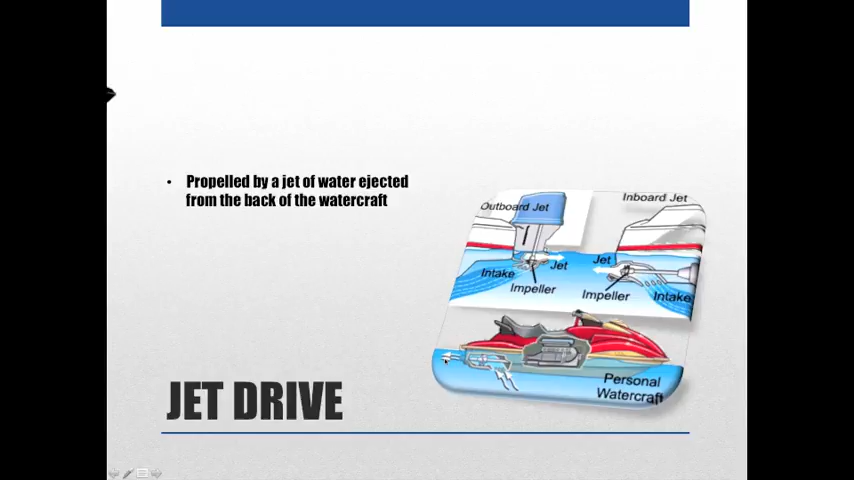 • Propelled by a jet of water ejected
from the back of the watercraft
Outboard Jet
Inboard Jet
Jet
Jet
Intake
Impeller
Impeller
Intake
Personal
Watercraft
JET DRIVE